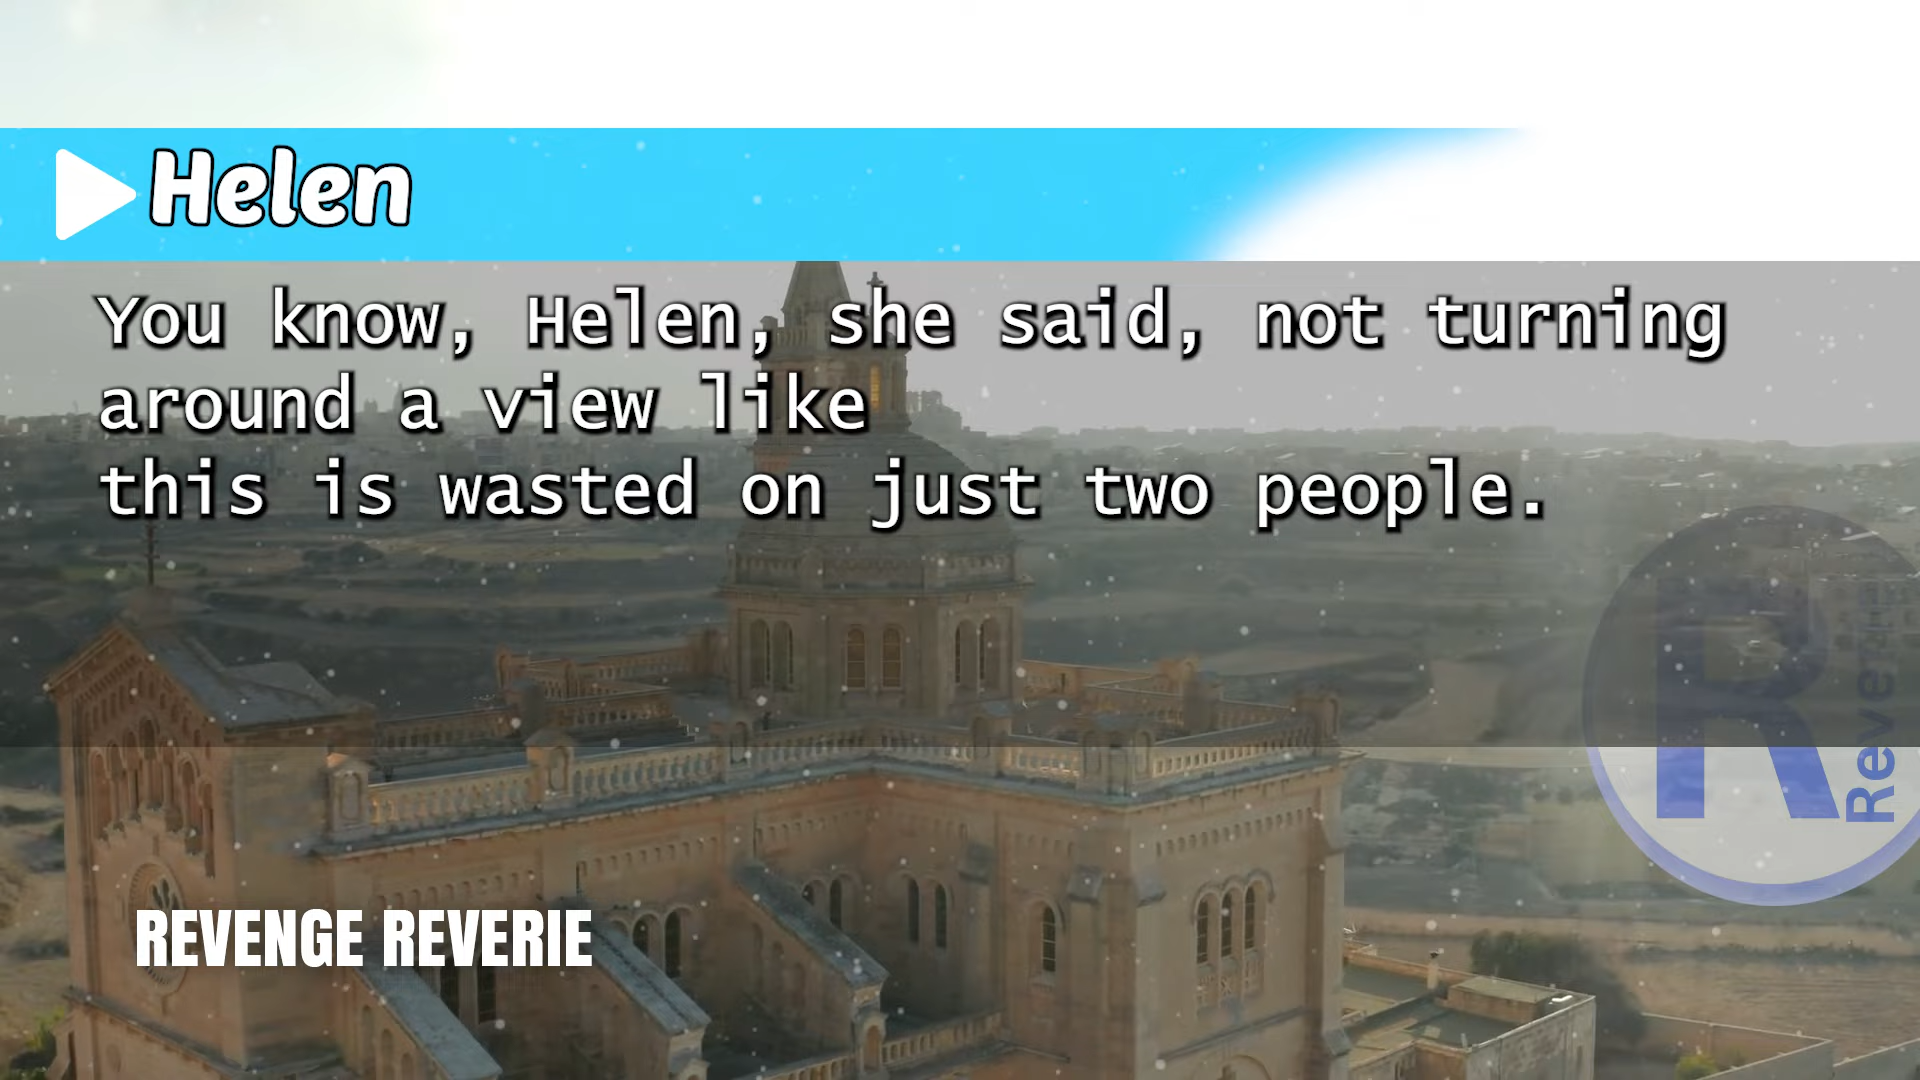 Helen
You know, Helen, she said, not turning
around a view like
this is wasted on just two people.
R
Reve
REVENGE REVERIE